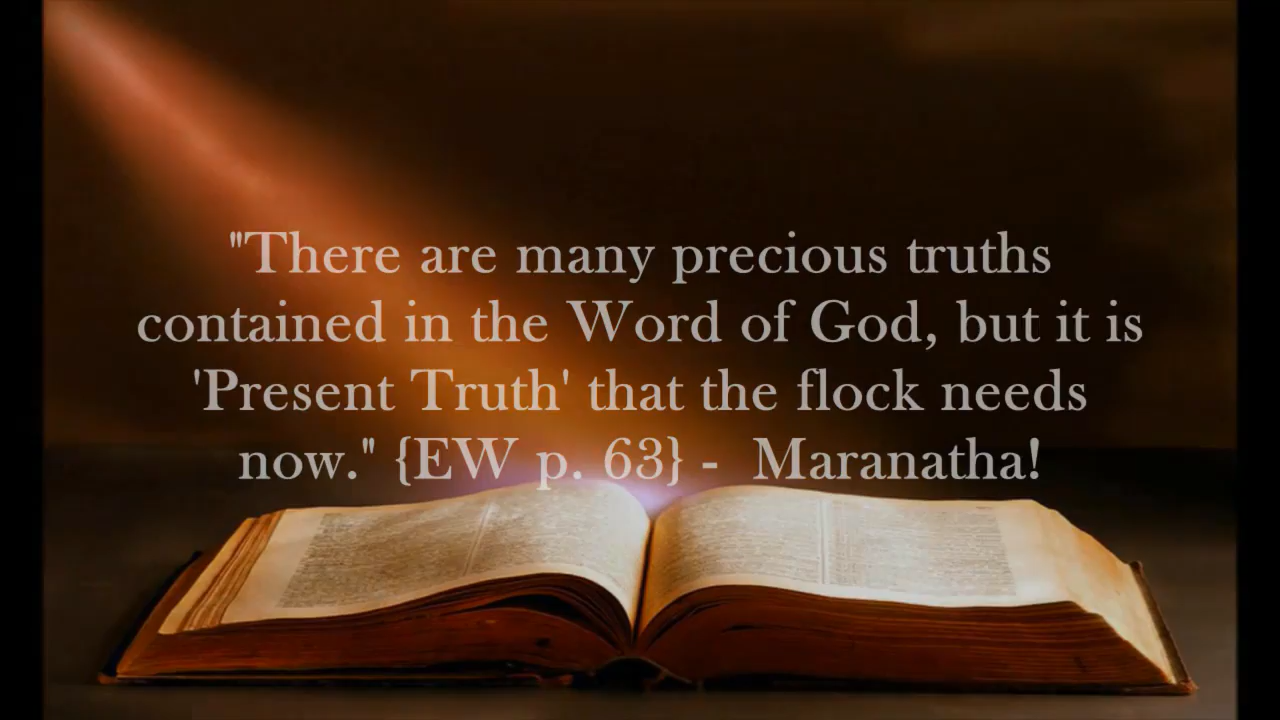 "There are many precious truths
contained in the Word of God, but it is
'Present Truth' that the flock needs
now." {EW p. 63} -  Maranatha!